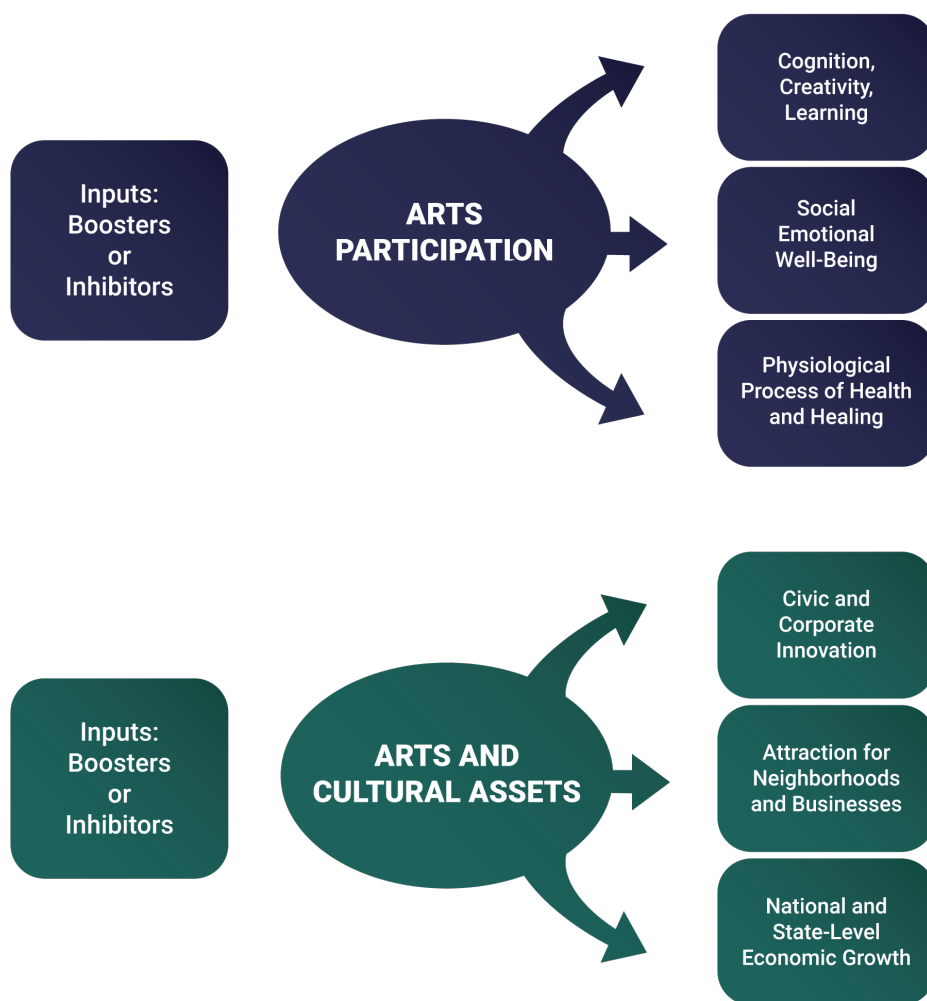 Inputs:
Boosters
or
Inhibitors
ARTS
PARTICIPATION
Cognition,
Creativity,
Learning
Social
Emotional
Well-Being
Physiological
Process of Health
and Healing
Inputs:
Boosters
or
Inhibitors
ARTS AND
CULTURAL ASSETS
Civic and
Corporate
Innovation
Attraction for
Neighborhoods
and Businesses
National and
State-Level
Economic Growth